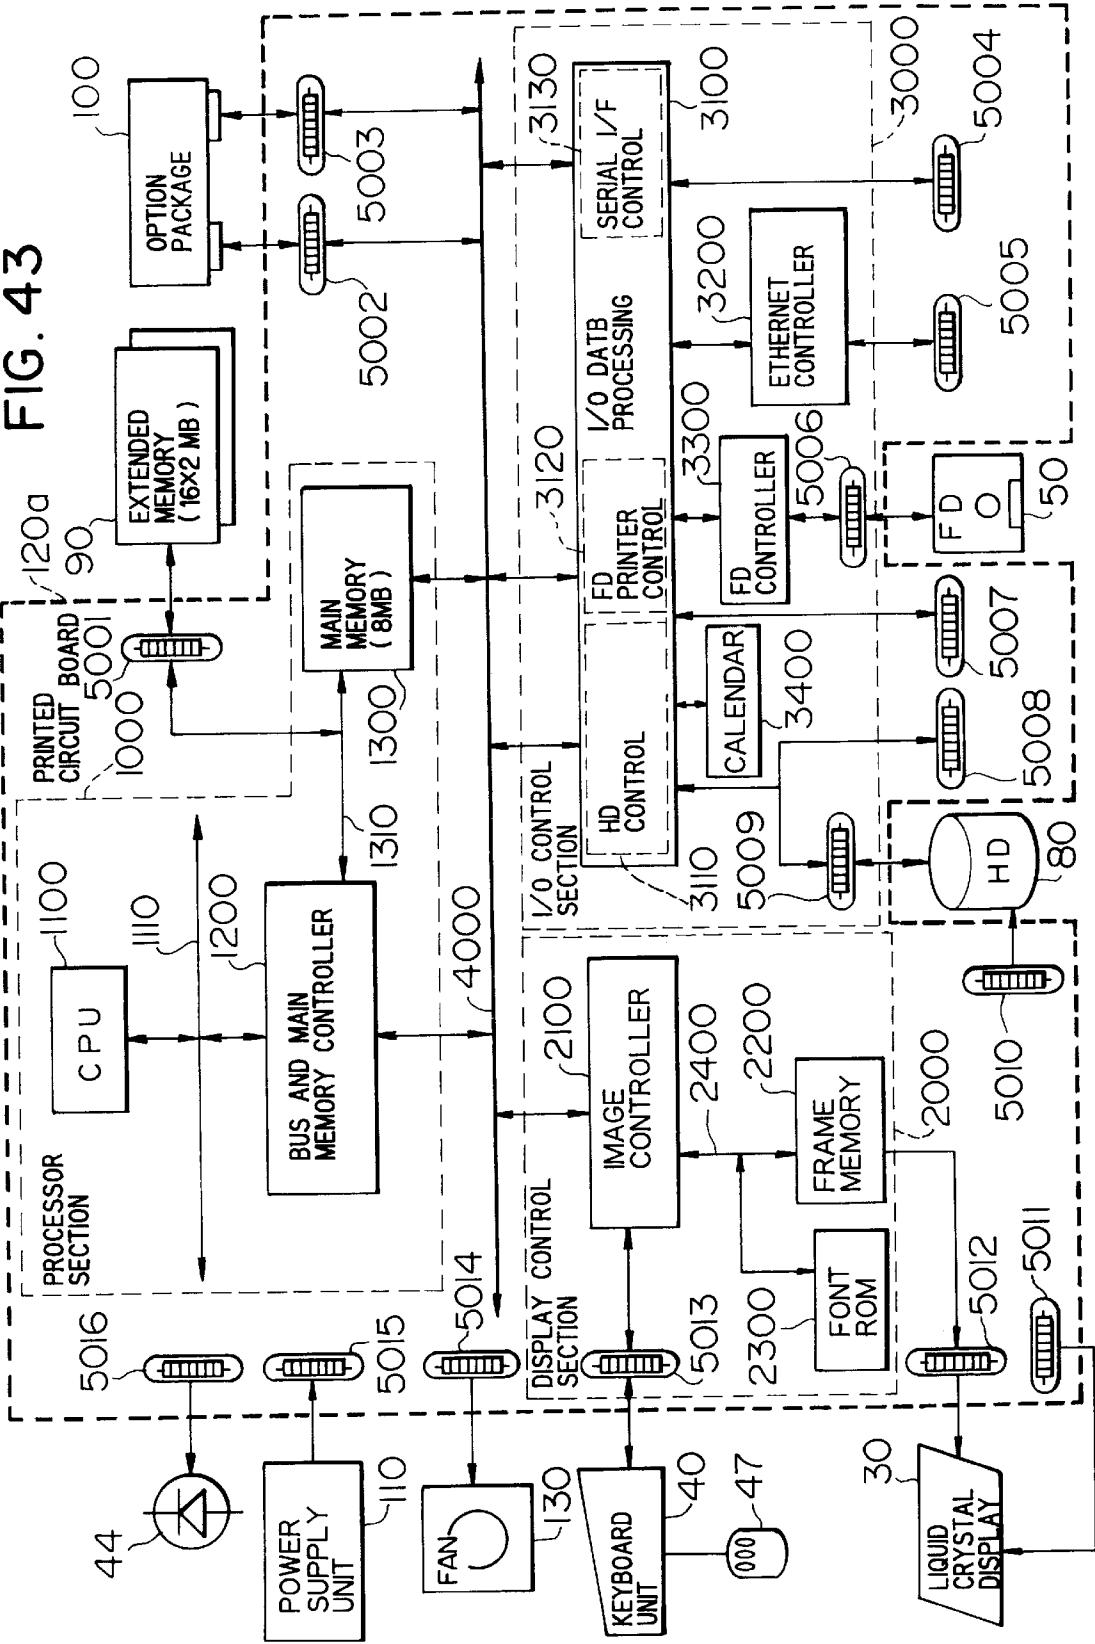 FIG. 43
PRINTED
CIRCUIT BOARD
120a
PROCESSOR
SECTION
1000
CPU
1100
1110
BUS AND MAIN
MEMORY CONTROLLER
1200
1310
MAIN
MEMORY
( 8MB )
1300
5001
EXTENDED
MEMORY
( 16×2 MB )
90
OPTION
PACKAGE
100
5002
5003
4000
44
5016
POWER
SUPPLY
UNIT
110
5015
FAN
130
5014
DISPLAY CONTROL
SECTION
2000
IMAGE
CONTROLLER
2100
2400
FRAME
MEMORY
2200
FONT
ROM
2300
5013
KEYBOARD
UNIT
40
000
47
LIQUID
CRYSTAL
DISPLAY
30
5012
5011
5010
I/O CONTROL
SECTION
3000
HD
CONTROL
3110
FD
PRINTER
CONTROL
3120
I/O DATB
PROCESSING
SERIAL I/F
CONTROL
3130
3100
CALENDAR
3400
FD
CONTROLLER
3300
ETHERNET
CONTROLLER
3200
5009
HD
80
5008
5007
5006
FD
50
5005
5004